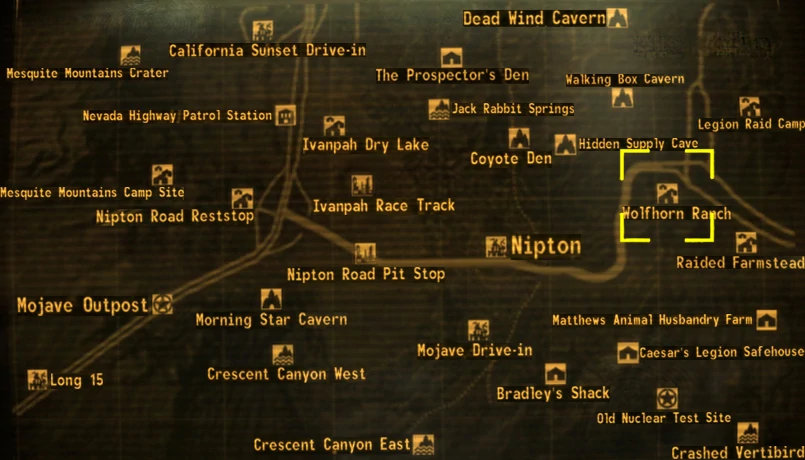 Dead Wind Cavern
California Sunset Drive-in
Mesquite Mountains Crater
The Prospector's Den
Walking Box Cavern
Nevada Highway Patrol Station
Jack Rabbit Springs
Legion Raid Camp
Ivanpah Dry Lake
Hidden Supply Cave
Coyote Den
Mesquite Mountains Camp Site
Nipton Road Reststop
Ivanpah Race Track
Wolfhorn Ranch
Nipton
Raided Farmstead
Nipton Road Pit Stop
Mojave Outpost
Morning Star Cavern
Matthews Animal Husbandry Farm
Mojave Drive-in
Caesar's Legion Safehouse
Crescent Canyon West
Long 15
Bradley's Shack
Old Nuclear Test Site
Crescent Canyon East
Crashed Vertibird